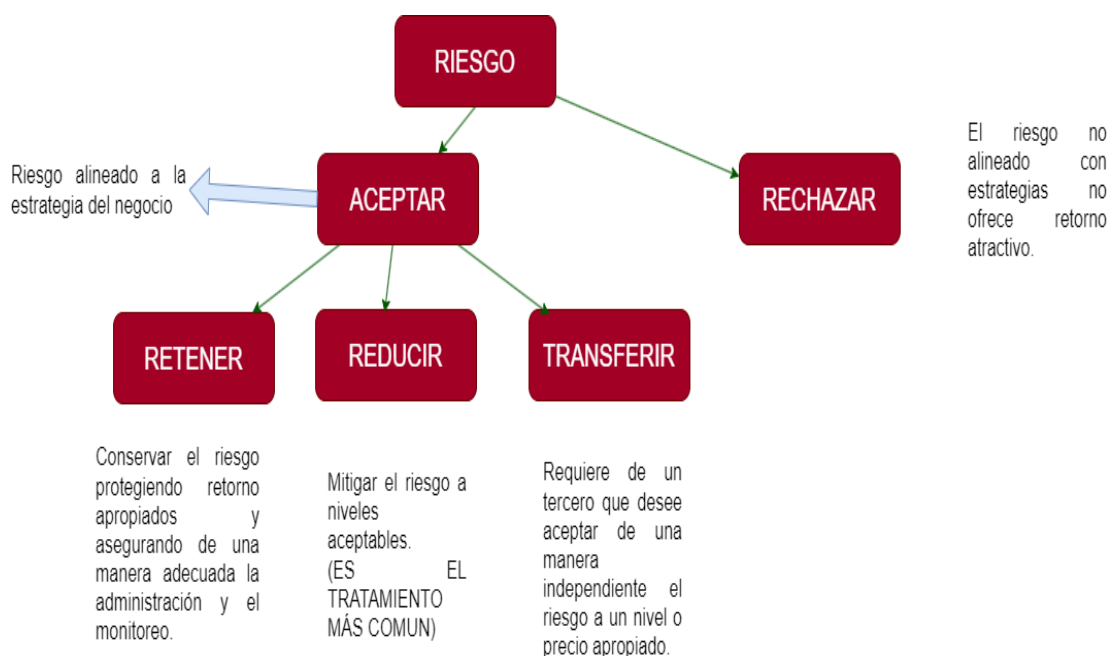 RIESGO
Riesgo alineado a la
estrategia del negocio
ACEPTAR
RECHAZAR
El riesgo no
alineado con
estrategias no
ofrece retorno
atractivo.
RETENER
REDUCIR
TRANSFERIR
Conservar el riesgo
protegiendo retorno
apropiados y
asegurando de una
manera adecuada la
administración y el
monitoreo.
Mitigar el riesgo a
niveles
aceptables.
(ES EL
TRATAMIENTO
MÁS COMUN)
Requiere de un
tercero que desee
aceptar de una
manera
independiente el
riesgo a un nivel o
precio apropiado.